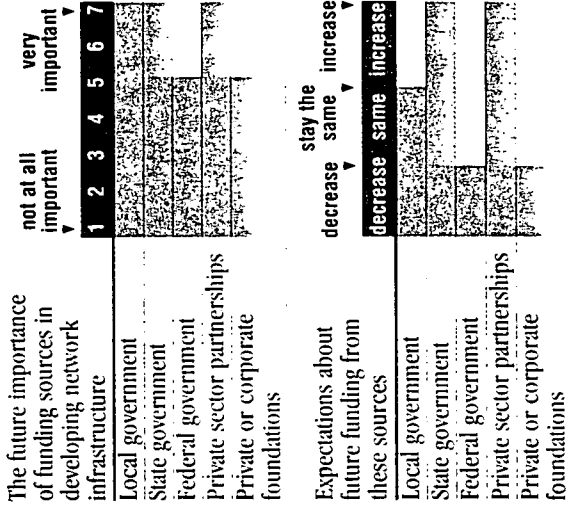 The future importance
of funding sources in
developing network
infrastructure
not at all
important
very
important
1 2 3 4 5 6 7
Local government
State government
Federal government
Private sector partnerships
Private or corporate
foundations
Expectations about
future funding from
these sources
decrease
stay the
same
increase
decrease same increase
Local government
State government
Federal government
Private sector partnerships
Private or corporate
foundations